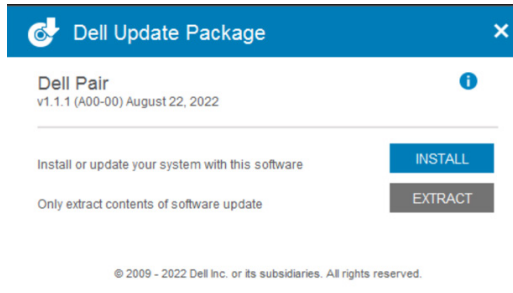 Dell Update Package
Dell Pair
v1.1.1 (A00-00) August 22, 2022
Install or update your system with this software
INSTALL
Only extract contents of software update
EXTRACT
© 2009 - 2022 Dell Inc. or its subsidiaries. All rights reserved.